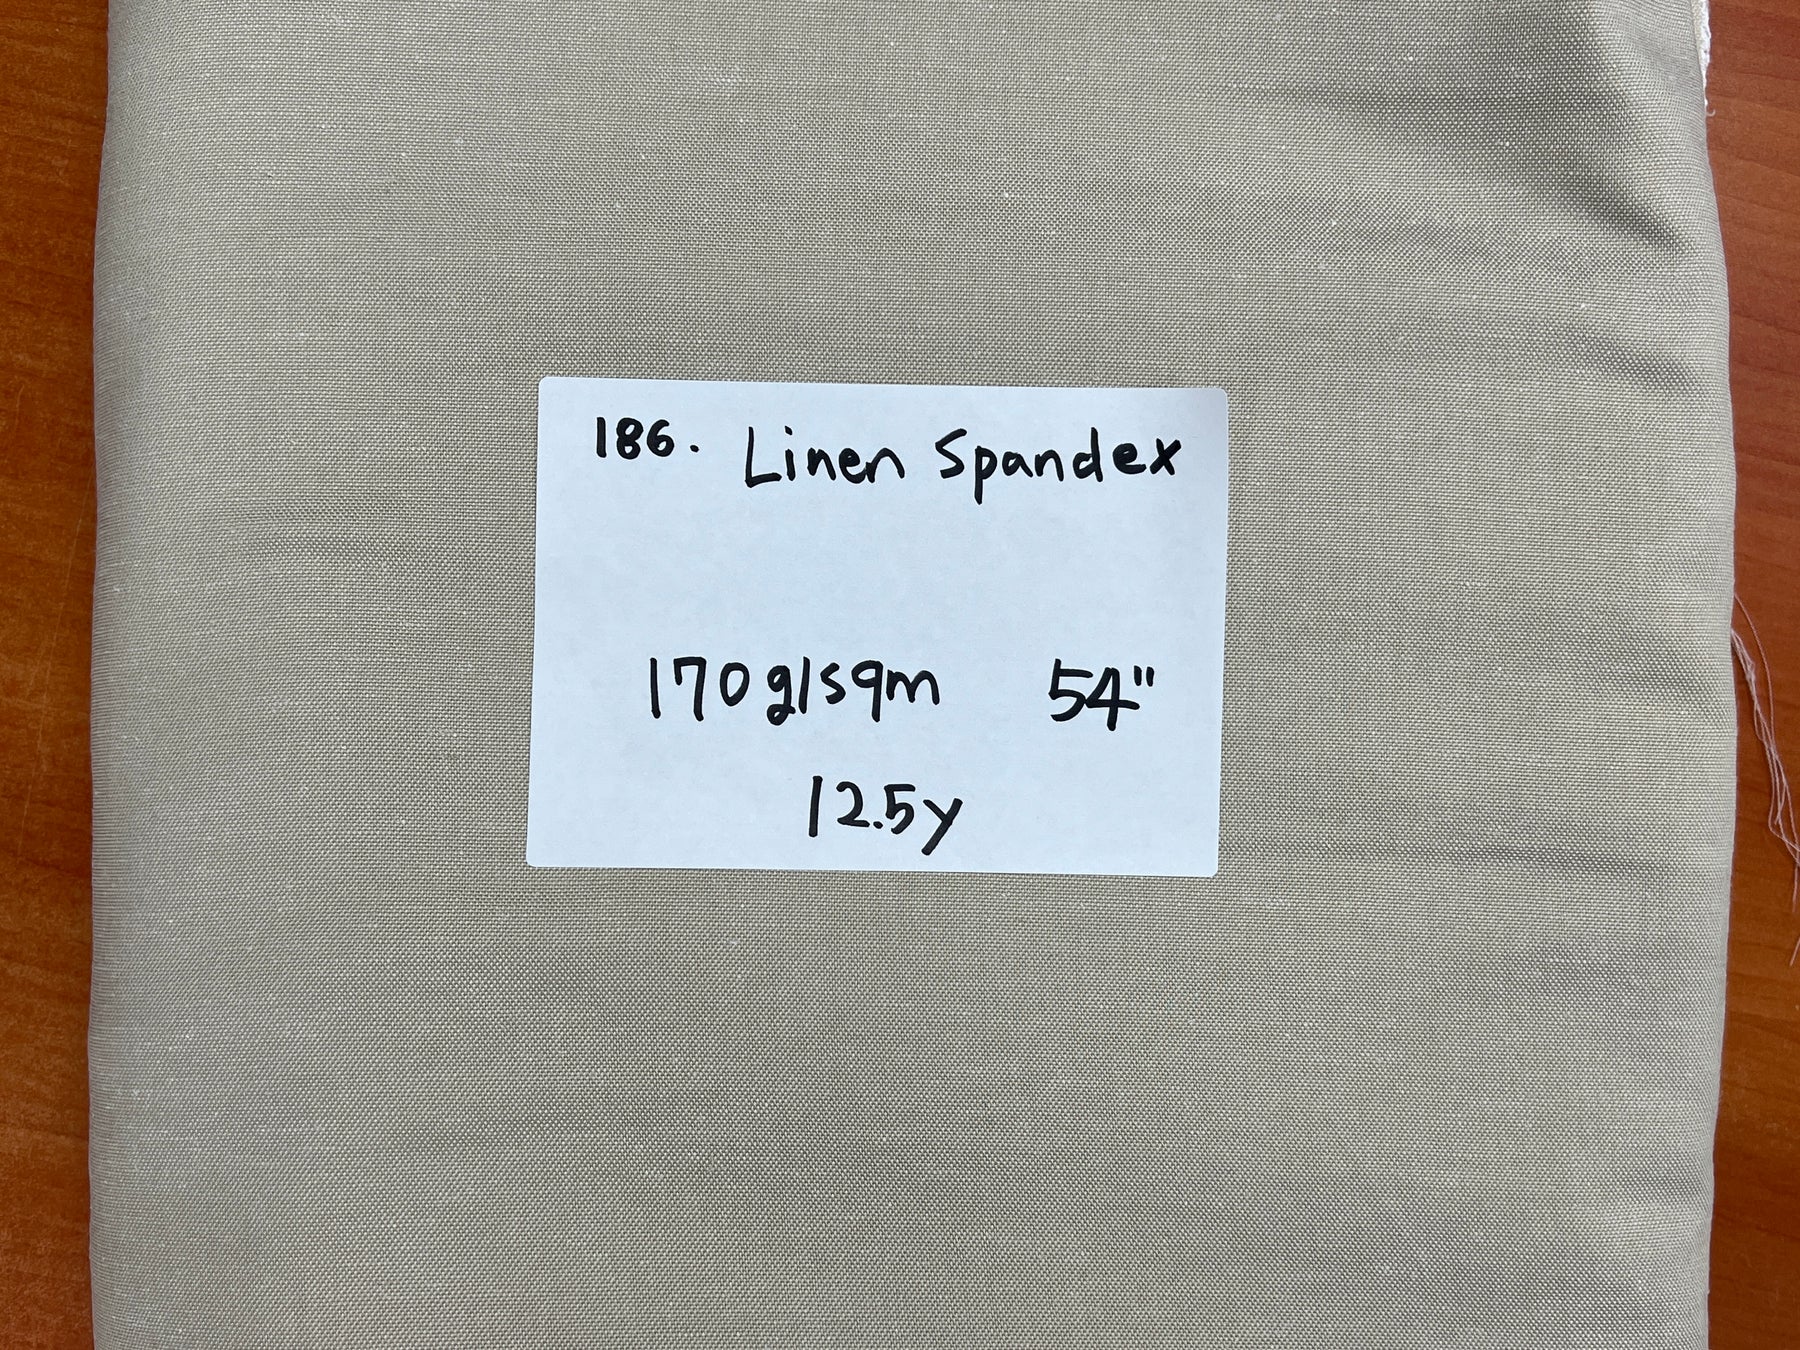 186. Linen Spandex
170g/sqm 54"
12.5y